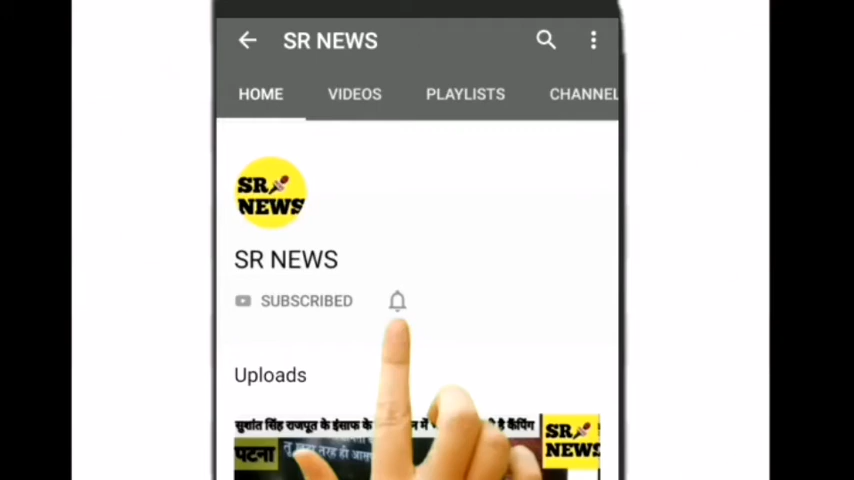 SR NEWS
HOME VIDEOS PLAYLISTS CHANNEL
SR
NEWS
SR NEWS
SUBSCRIBED
Uploads
सुशांत सिंह राजपूत के इंसाफ के में है कैंपिंग
SR
NEWS
पटना